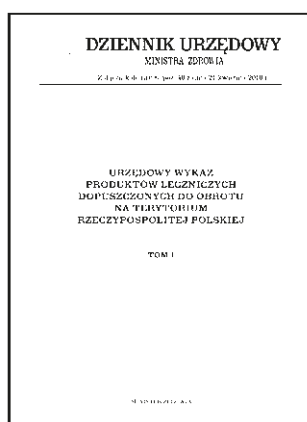 DZIENNIK URZĘDOWY
MINISTRA ZDROWIA
URZĘDOWY WYKAZ
PRODUKTÓW LECZNICZYCH
DOPUSZCZONYCH DO OBROTU
NA TERYTORIUM
RZECZYPOSPOLITEJ POLSKIEJ
TOM I